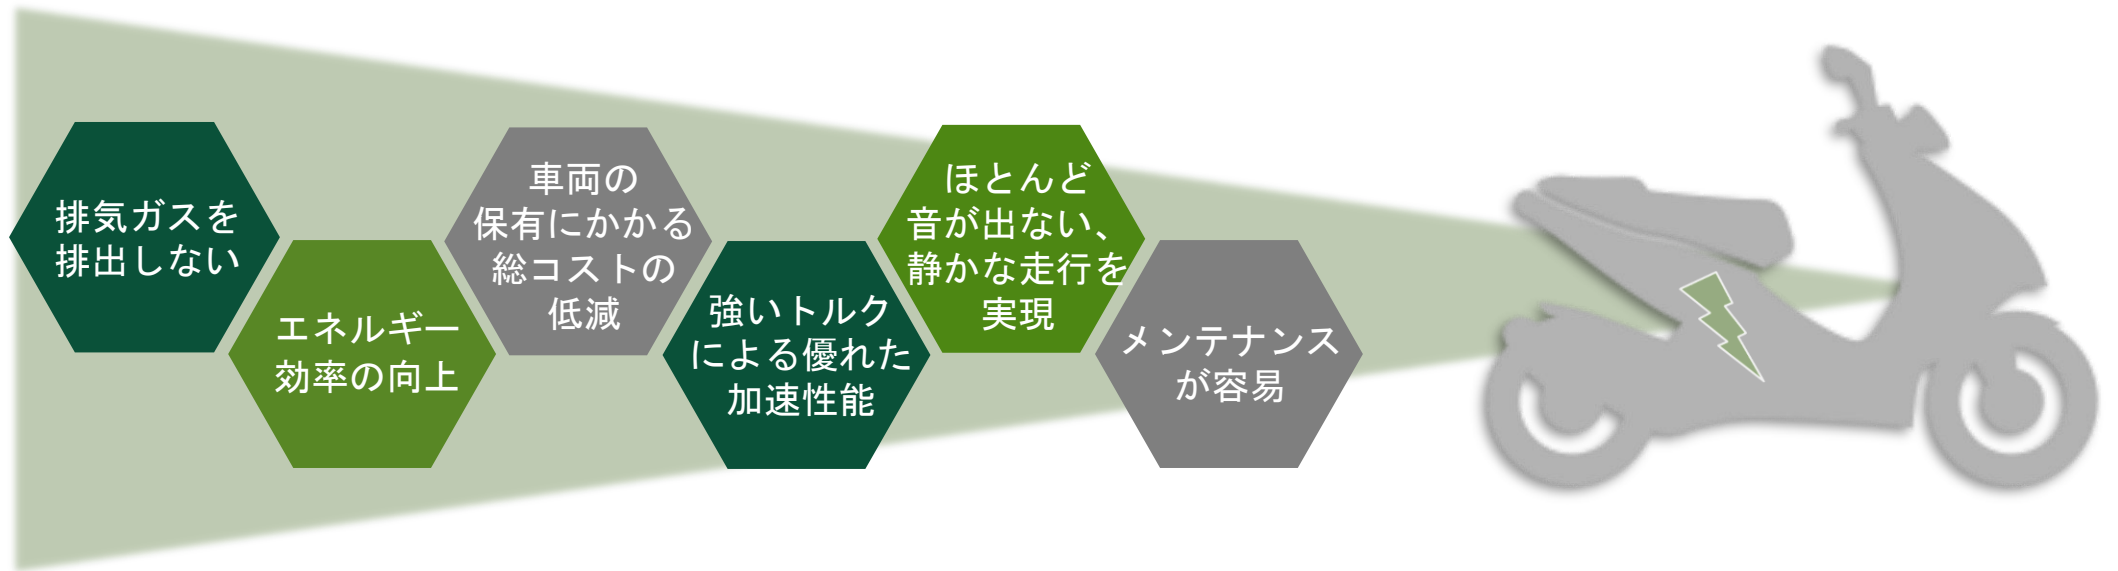 排気ガスを
排出しない
エネルギー
効率の向上
車両の
保有にかかる
総コストの
低減
強いトルク
による優れた
加速性能
ほとんど
音が出ない、
静かな走行を
実現
メンテナンス
が容易